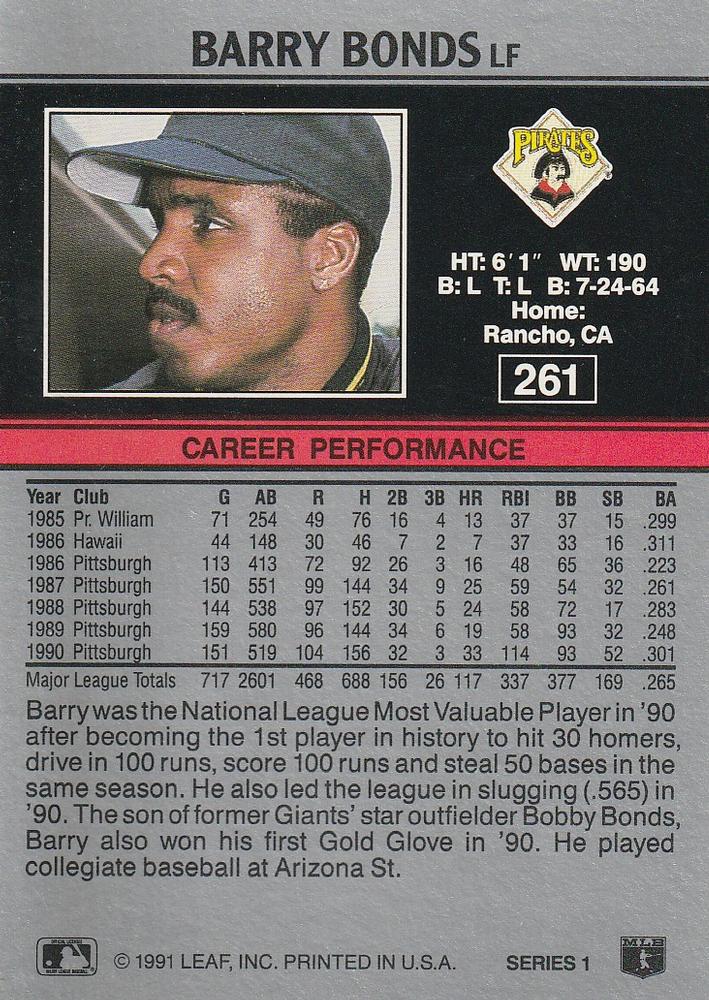 BARRY BONDS LF
PIRATES
HT: 6' 1" WT: 190
B: L T: L B: 7-24-64
Home:
Rancho, CA
261
CAREER PERFORMANCE
Year Club G AB R H 2B 3B HR RBI BB SB BA
1985 Pr. William 71 254 49 76 16 4 13 37 37 15 .299
1986 Hawaii 44 148 30 46 7 2 7 37 33 16 .311
1986 Pittsburgh 113 413 72 92 26 3 16 48 65 36 .223
1987 Pittsburgh 150 551 99 144 34 9 25 59 54 32 .261
1988 Pittsburgh 144 538 97 152 30 5 24 58 72 17 .283
1989 Pittsburgh 159 580 96 144 34 6 19 58 93 32 .248
1990 Pittsburgh 151 519 104 156 32 3 33 114 93 52 .301
Major League Totals 717 2601 468 688 156 26 117 337 377 169 .265
Barry was the National League Most Valuable Player in '90
after becoming the 1st player in history to hit 30 homers,
drive in 100 runs, score 100 runs and steal 50 bases in the
same season. He also led the league in slugging (.565) in
'90. The son of former Giants' star outfielder Bobby Bonds,
Barry also won his first Gold Glove in '90. He played
collegiate baseball at Arizona St.
© 1991 LEAF, INC. PRINTED IN U.S.A. SERIES 1
MLB